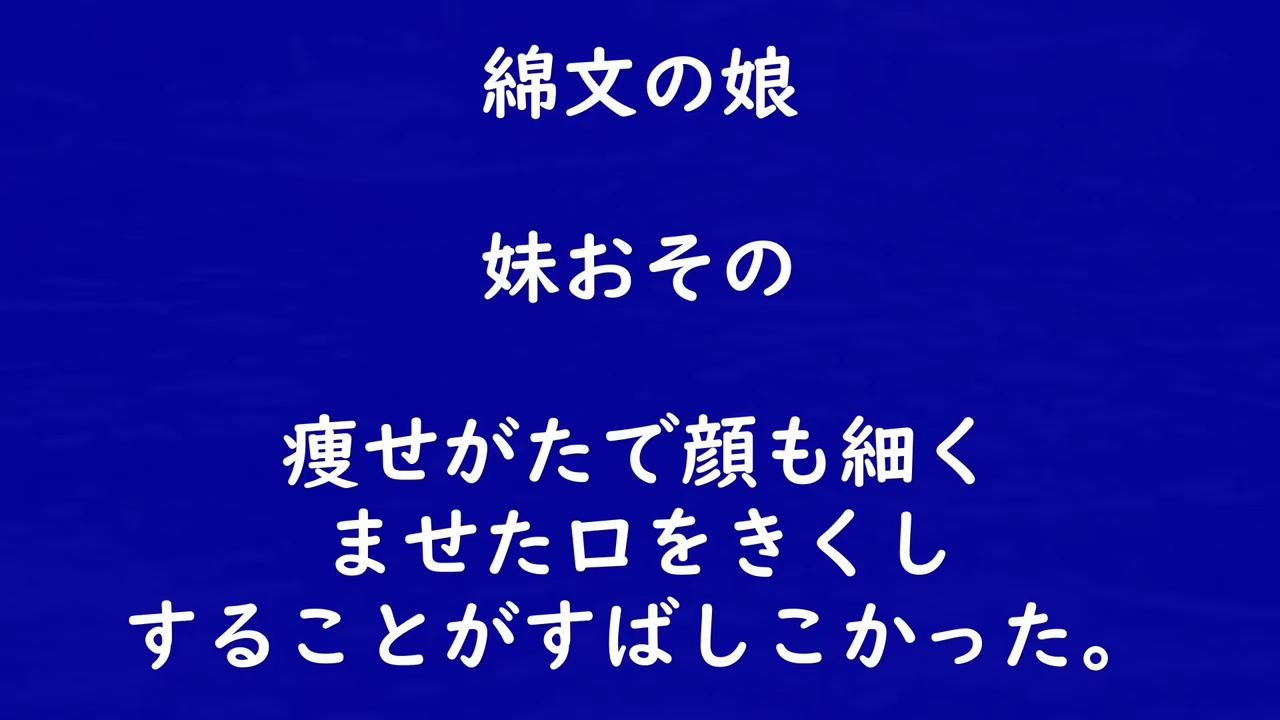 綿文の娘
妹おその
痩せがたで顔も細く
ませた口をきくし
することがすばしこかった。